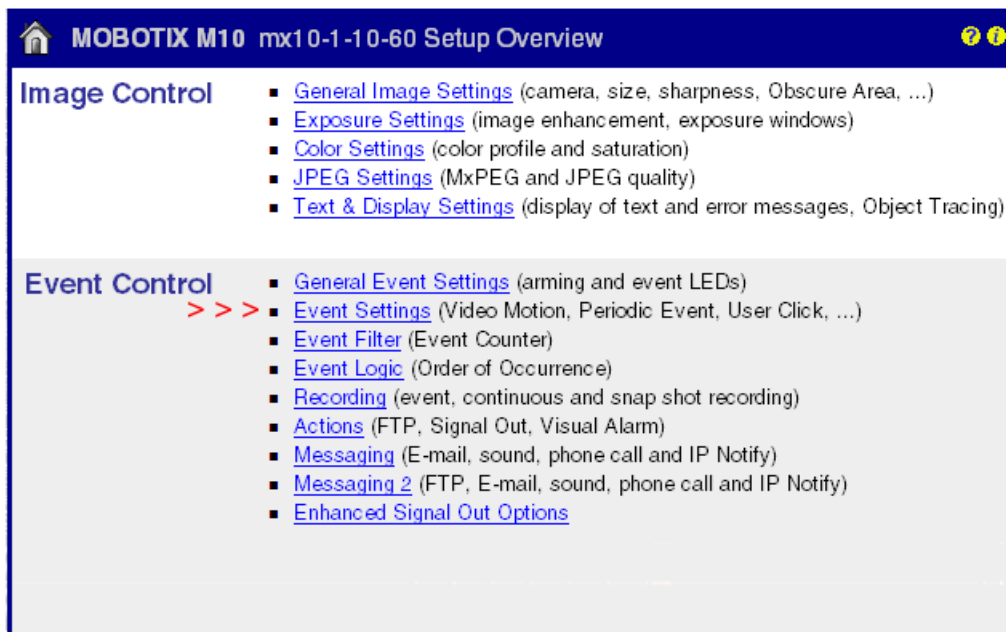 MOBOTIX M10 mx10-1-10-60 Setup Overview ? i
Image Control
General Image Settings (camera, size, sharpness, Obscure Area, ...)
Exposure Settings (image enhancement, exposure windows)
Color Settings (color profile and saturation)
JPEG Settings (MxPEG and JPEG quality)
Text & Display Settings (display of text and error messages, Object Tracing)
Event Control
General Event Settings (arming and event LEDs)
> > > Event Settings (Video Motion, Periodic Event, User Click, ...)
Event Filter (Event Counter)
Event Logic (Order of Occurrence)
Recording (event, continuous and snap shot recording)
Actions (FTP, Signal Out, Visual Alarm)
Messaging (E-mail, sound, phone call and IP Notify)
Messaging 2 (FTP, E-mail, sound, phone call and IP Notify)
Enhanced Signal Out Options